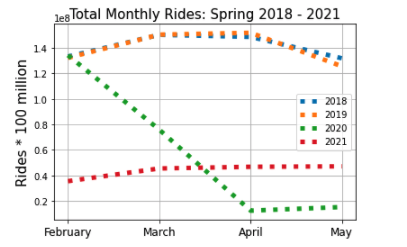 Total Monthly Rides: Spring 2018 - 2021
1e8
Rides * 100 million
1.4
1.2
1.0
0.8
0.6
0.4
0.2
2018
2019
2020
2021
February March April May